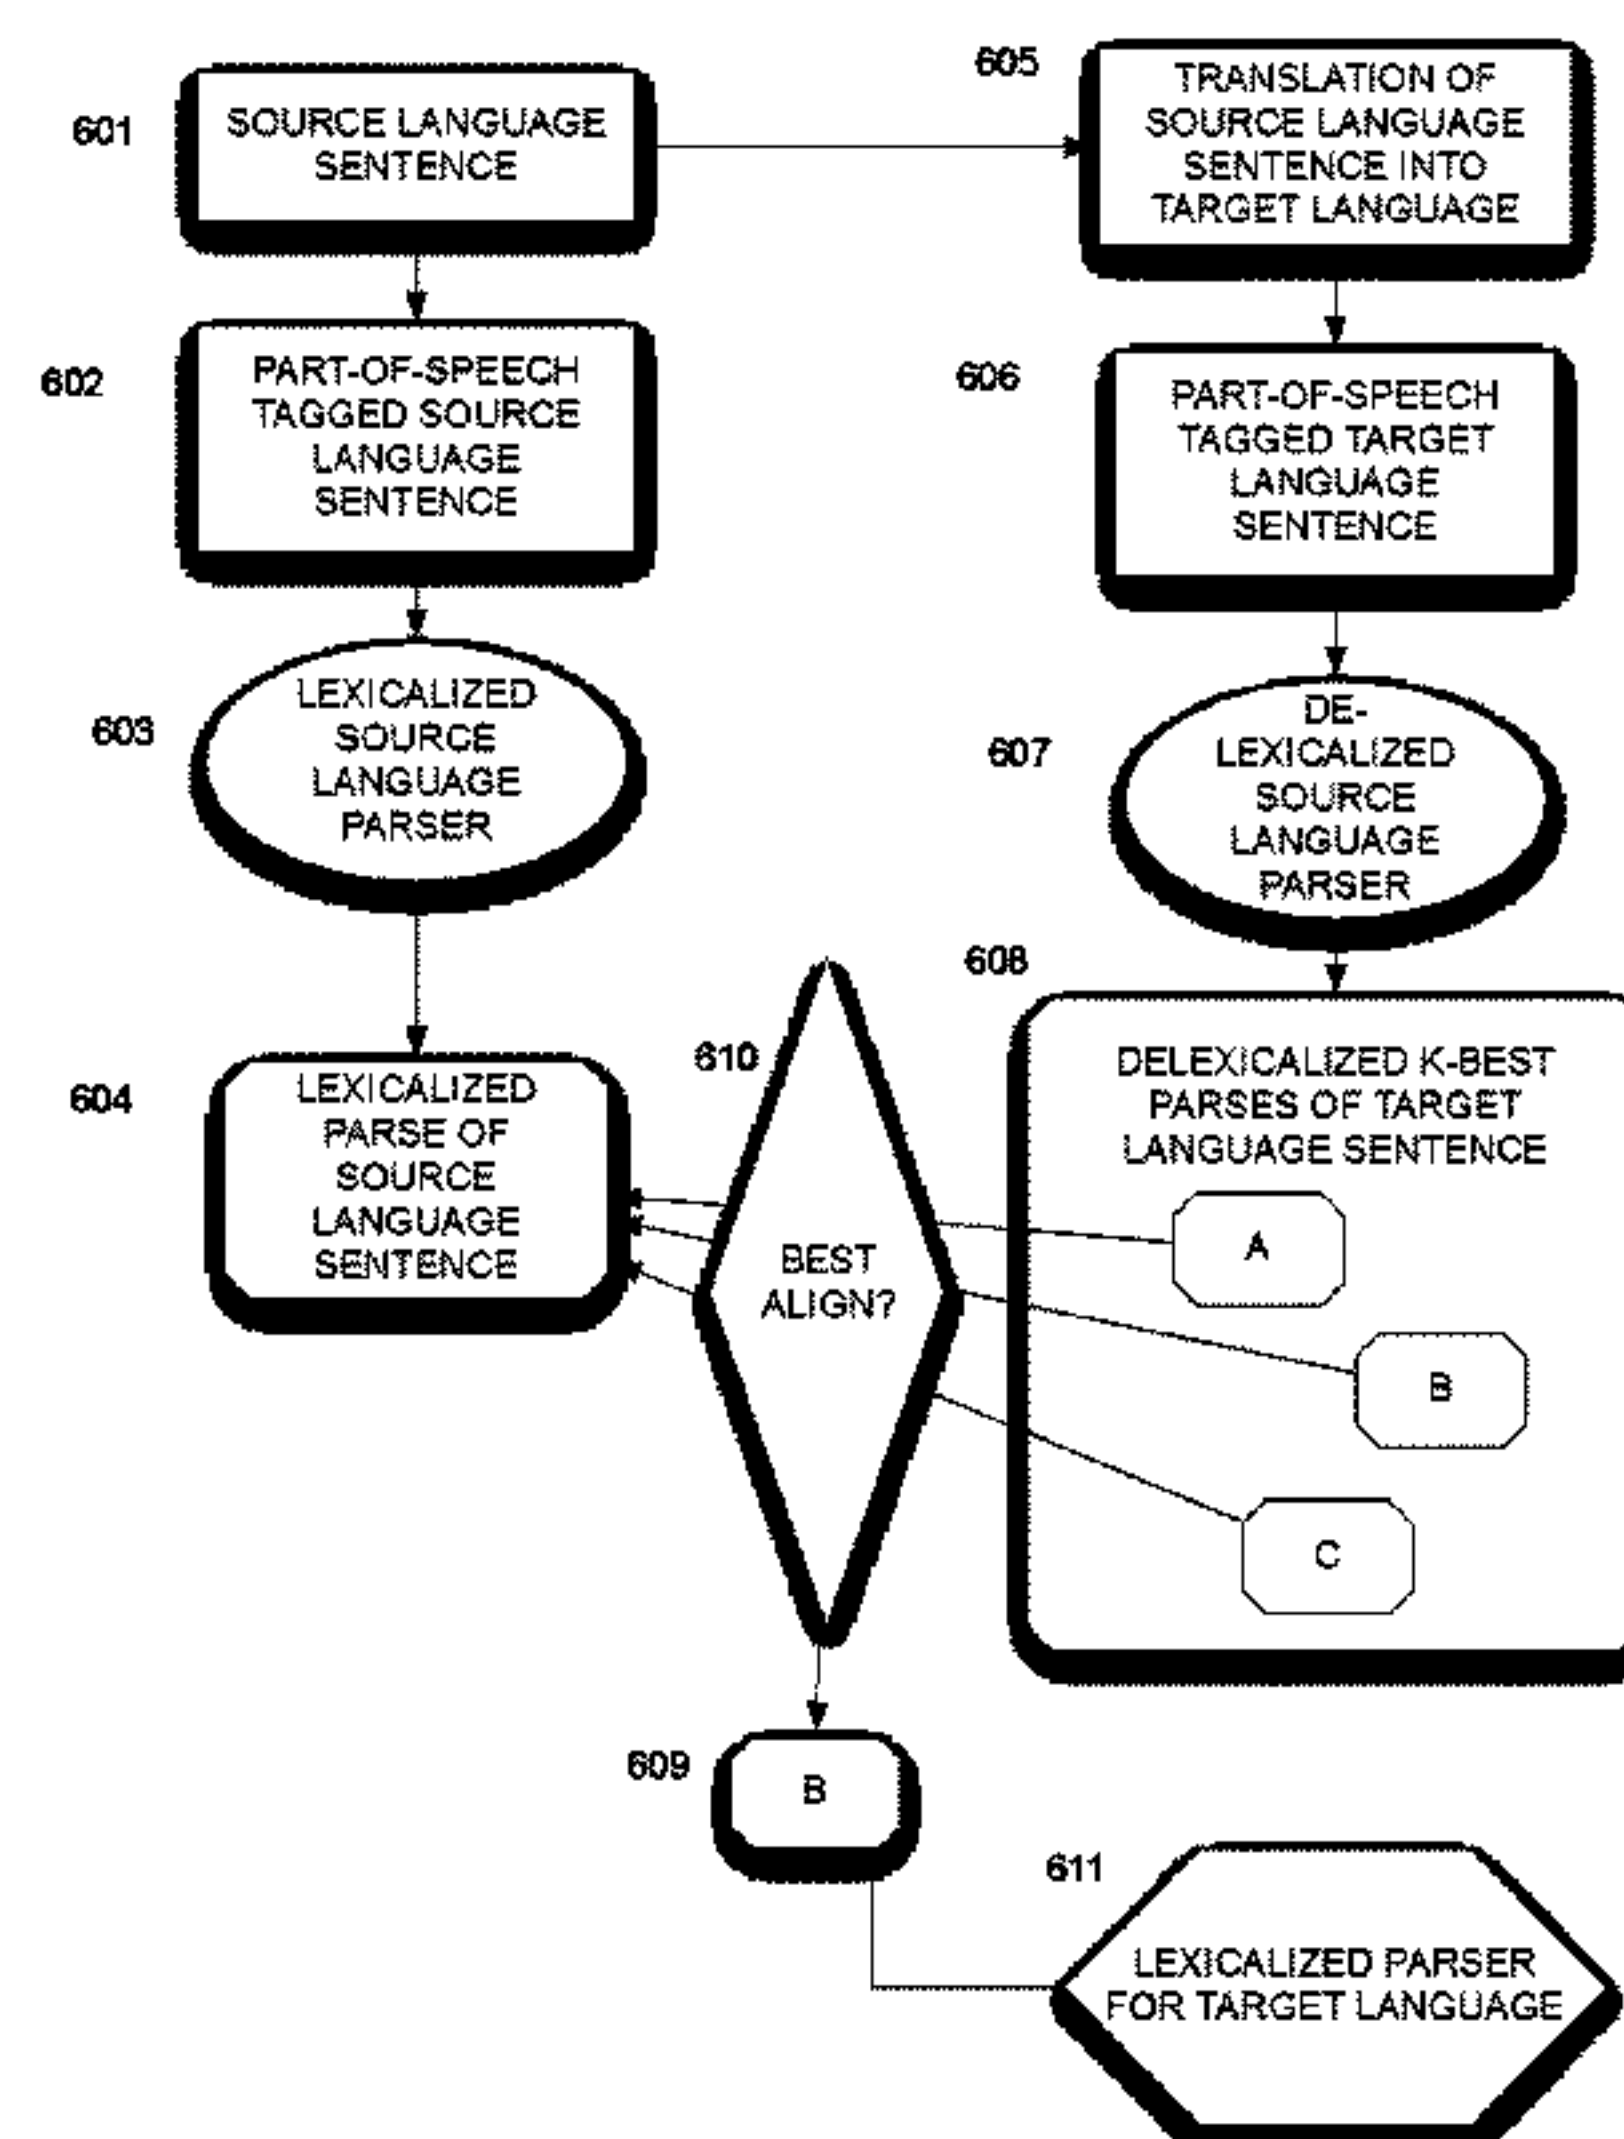 601
SOURCE LANGUAGE
SENTENCE
605
TRANSLATION OF
SOURCE LANGUAGE
SENTENCE INTO
TARGET LANGUAGE
602
PART-OF-SPEECH
TAGGED SOURCE
LANGUAGE
SENTENCE
606
PART-OF-SPEECH
TAGGED TARGET
LANGUAGE
SENTENCE
603
LEXICALIZED
SOURCE
LANGUAGE
PARSER
607
DE-
LEXICALIZED
SOURCE
LANGUAGE
PARSER
604
LEXICALIZED
PARSE OF
SOURCE
LANGUAGE
SENTENCE
610
BEST
ALIGN?
608
DELEXICALIZED K-BEST
PARSES OF TARGET
LANGUAGE SENTENCE
A
B
C
609
B
611
LEXICALIZED PARSER
FOR TARGET LANGUAGE